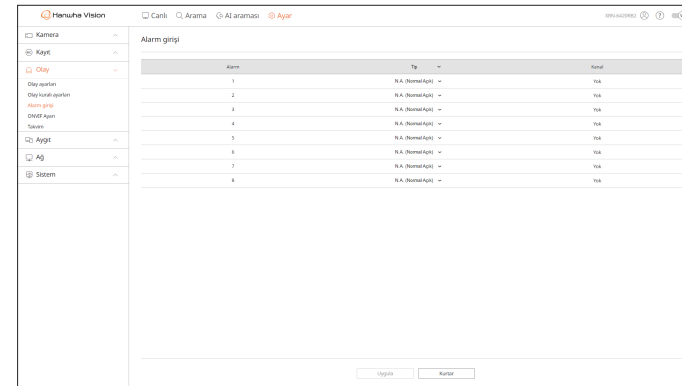 Hanwha Vision
Canlı Arama AI araması Ayar
XRN-6420RB2
Kamera
Kayıt
Olay
Olay ayarları
Olay kuralı ayarları
Alarm girişi
ONVIF Ayarı
Takvim
Aygıt
Ağ
Sistem
Alarm girişi
Alarm Tip Kanal
1 N.A. (Normal Açık) Yok
2 N.A. (Normal Açık) Yok
3 N.A. (Normal Açık) Yok
4 N.A. (Normal Açık) Yok
5 N.A. (Normal Açık) Yok
6 N.A. (Normal Açık) Yok
7 N.A. (Normal Açık) Yok
8 N.A. (Normal Açık) Yok
Uygula Kurtar